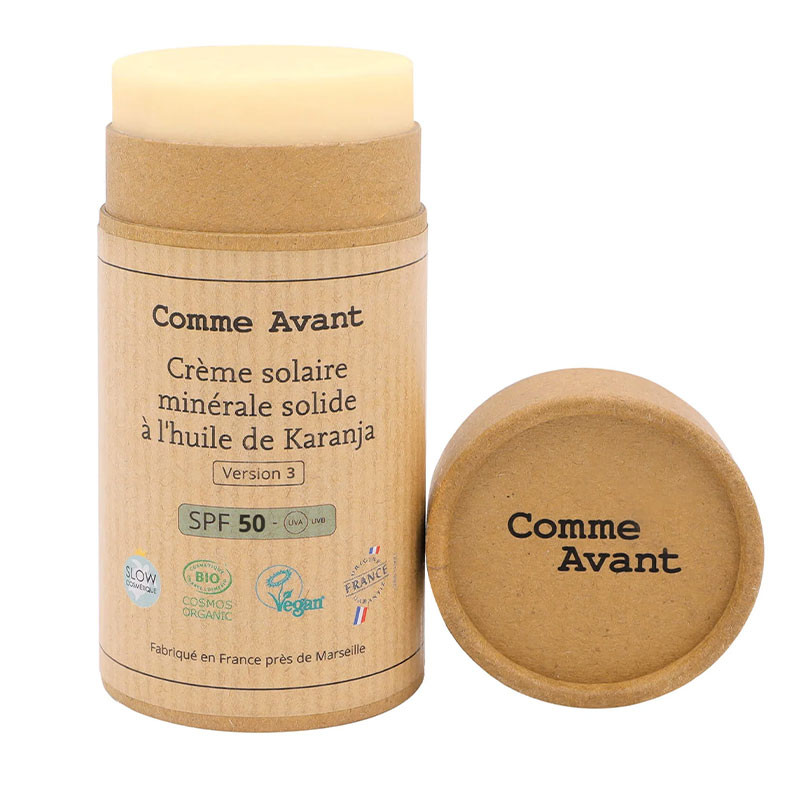 Comme Avant
Crème solaire
minérale solide
à l'huile de Karanja
Version 3
SPF 50 - UVA UVB
SLOW
COSMÉTIQUE
COSMÉTIQUE
BIO
COSMOS
ORGANIC
Vegan
FRANCE
Fabriqué en France près de Marseille
Comme
Avant